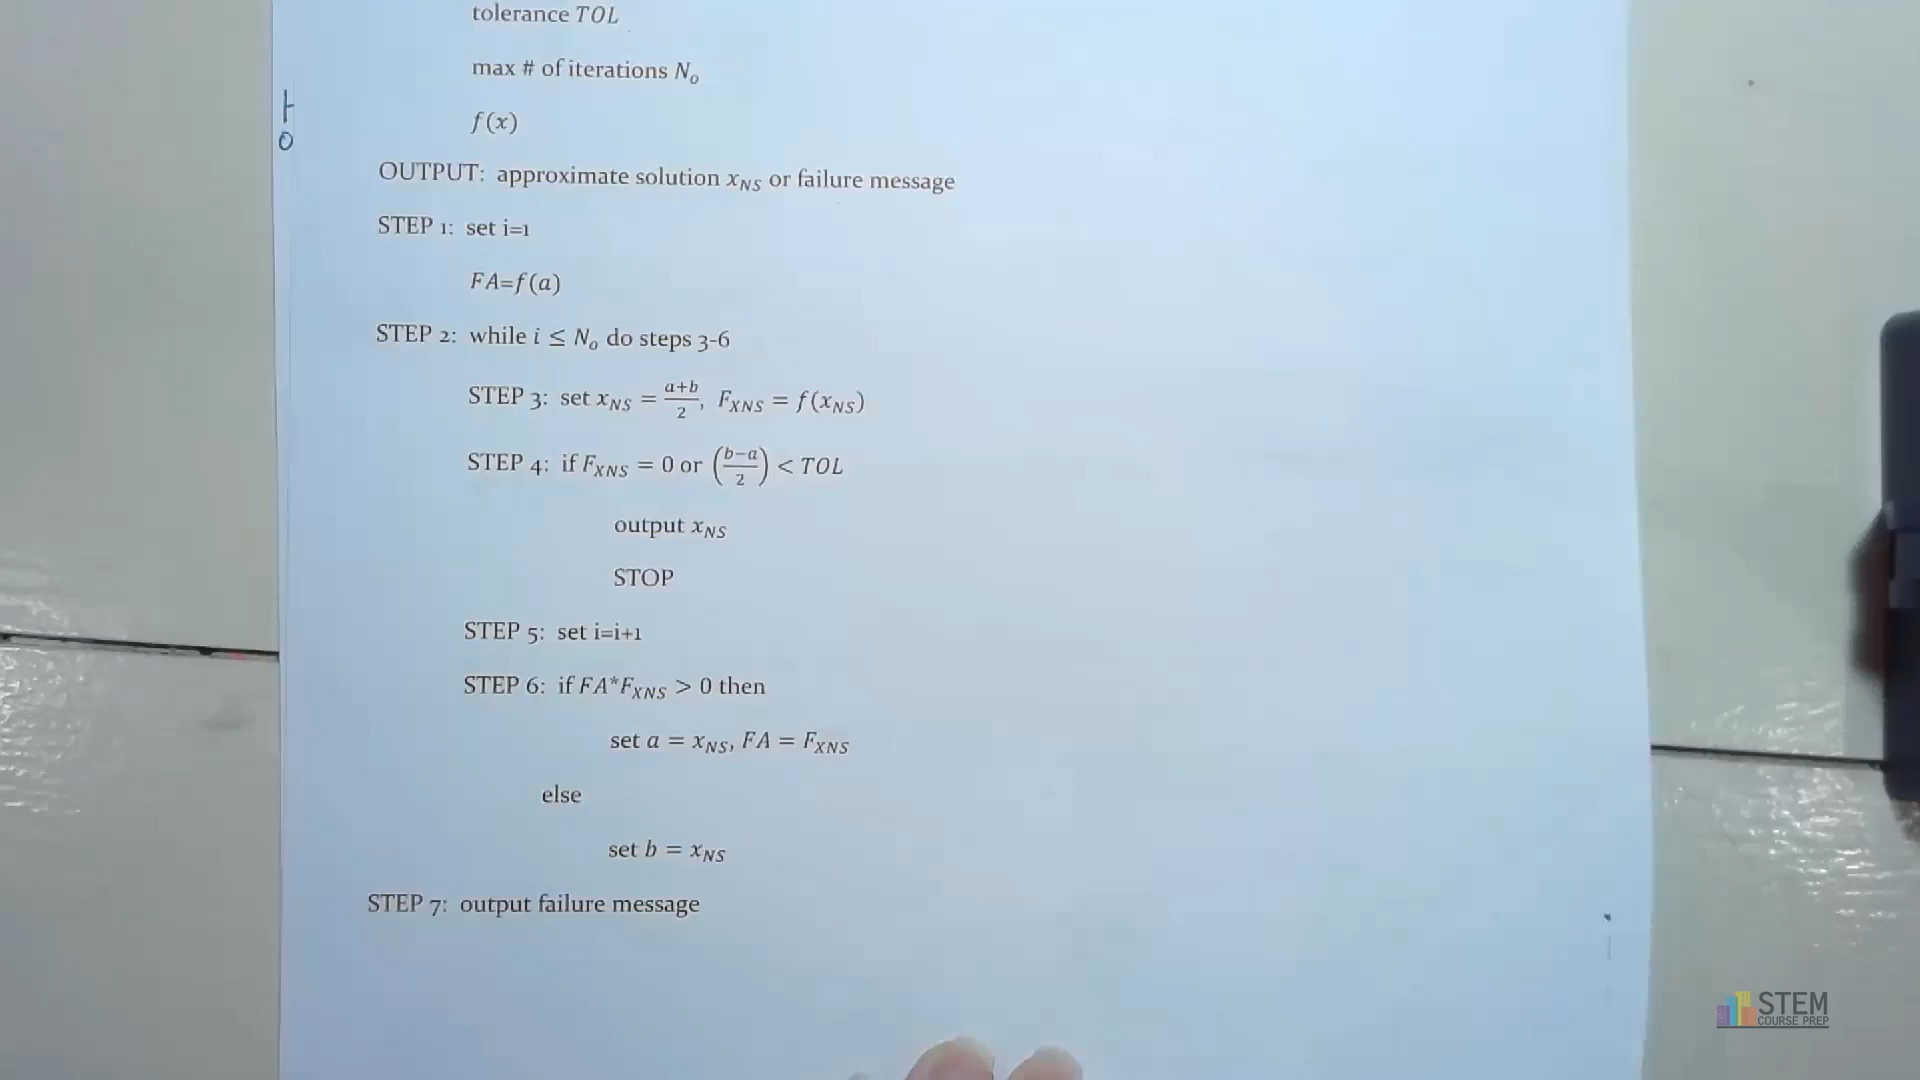 tolerance TOL
max # of iterations Nₒ
f(x)
OUTPUT: approximate solution x_NS or failure message
STEP 1: set i=1
FA=f(a)
STEP 2: while i ≤ Nₒ do steps 3-6
STEP 3: set x_NS = (a+b)/2, F_XNS = f(x_NS)
STEP 4: if F_XNS = 0 or ((b−a)/2) < TOL
output x_NS
STOP
STEP 5: set i=i+1
STEP 6: if FA*F_XNS > 0 then
set a = x_NS, FA = F_XNS
else
set b = x_NS
STEP 7: output failure message
STEM
COURSE PREP